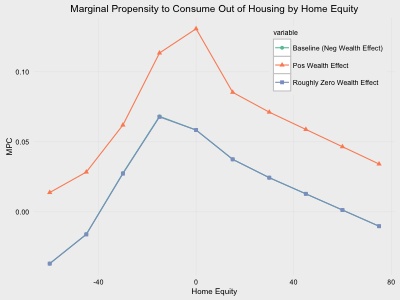 Marginal Propensity to Consume Out of Housing by Home Equity
variable
Baseline (Neg Wealth Effect)
Pos Wealth Effect
Roughly Zero Wealth Effect
MPC
0.10
0.05
0.00
-40 0 40 80
Home Equity